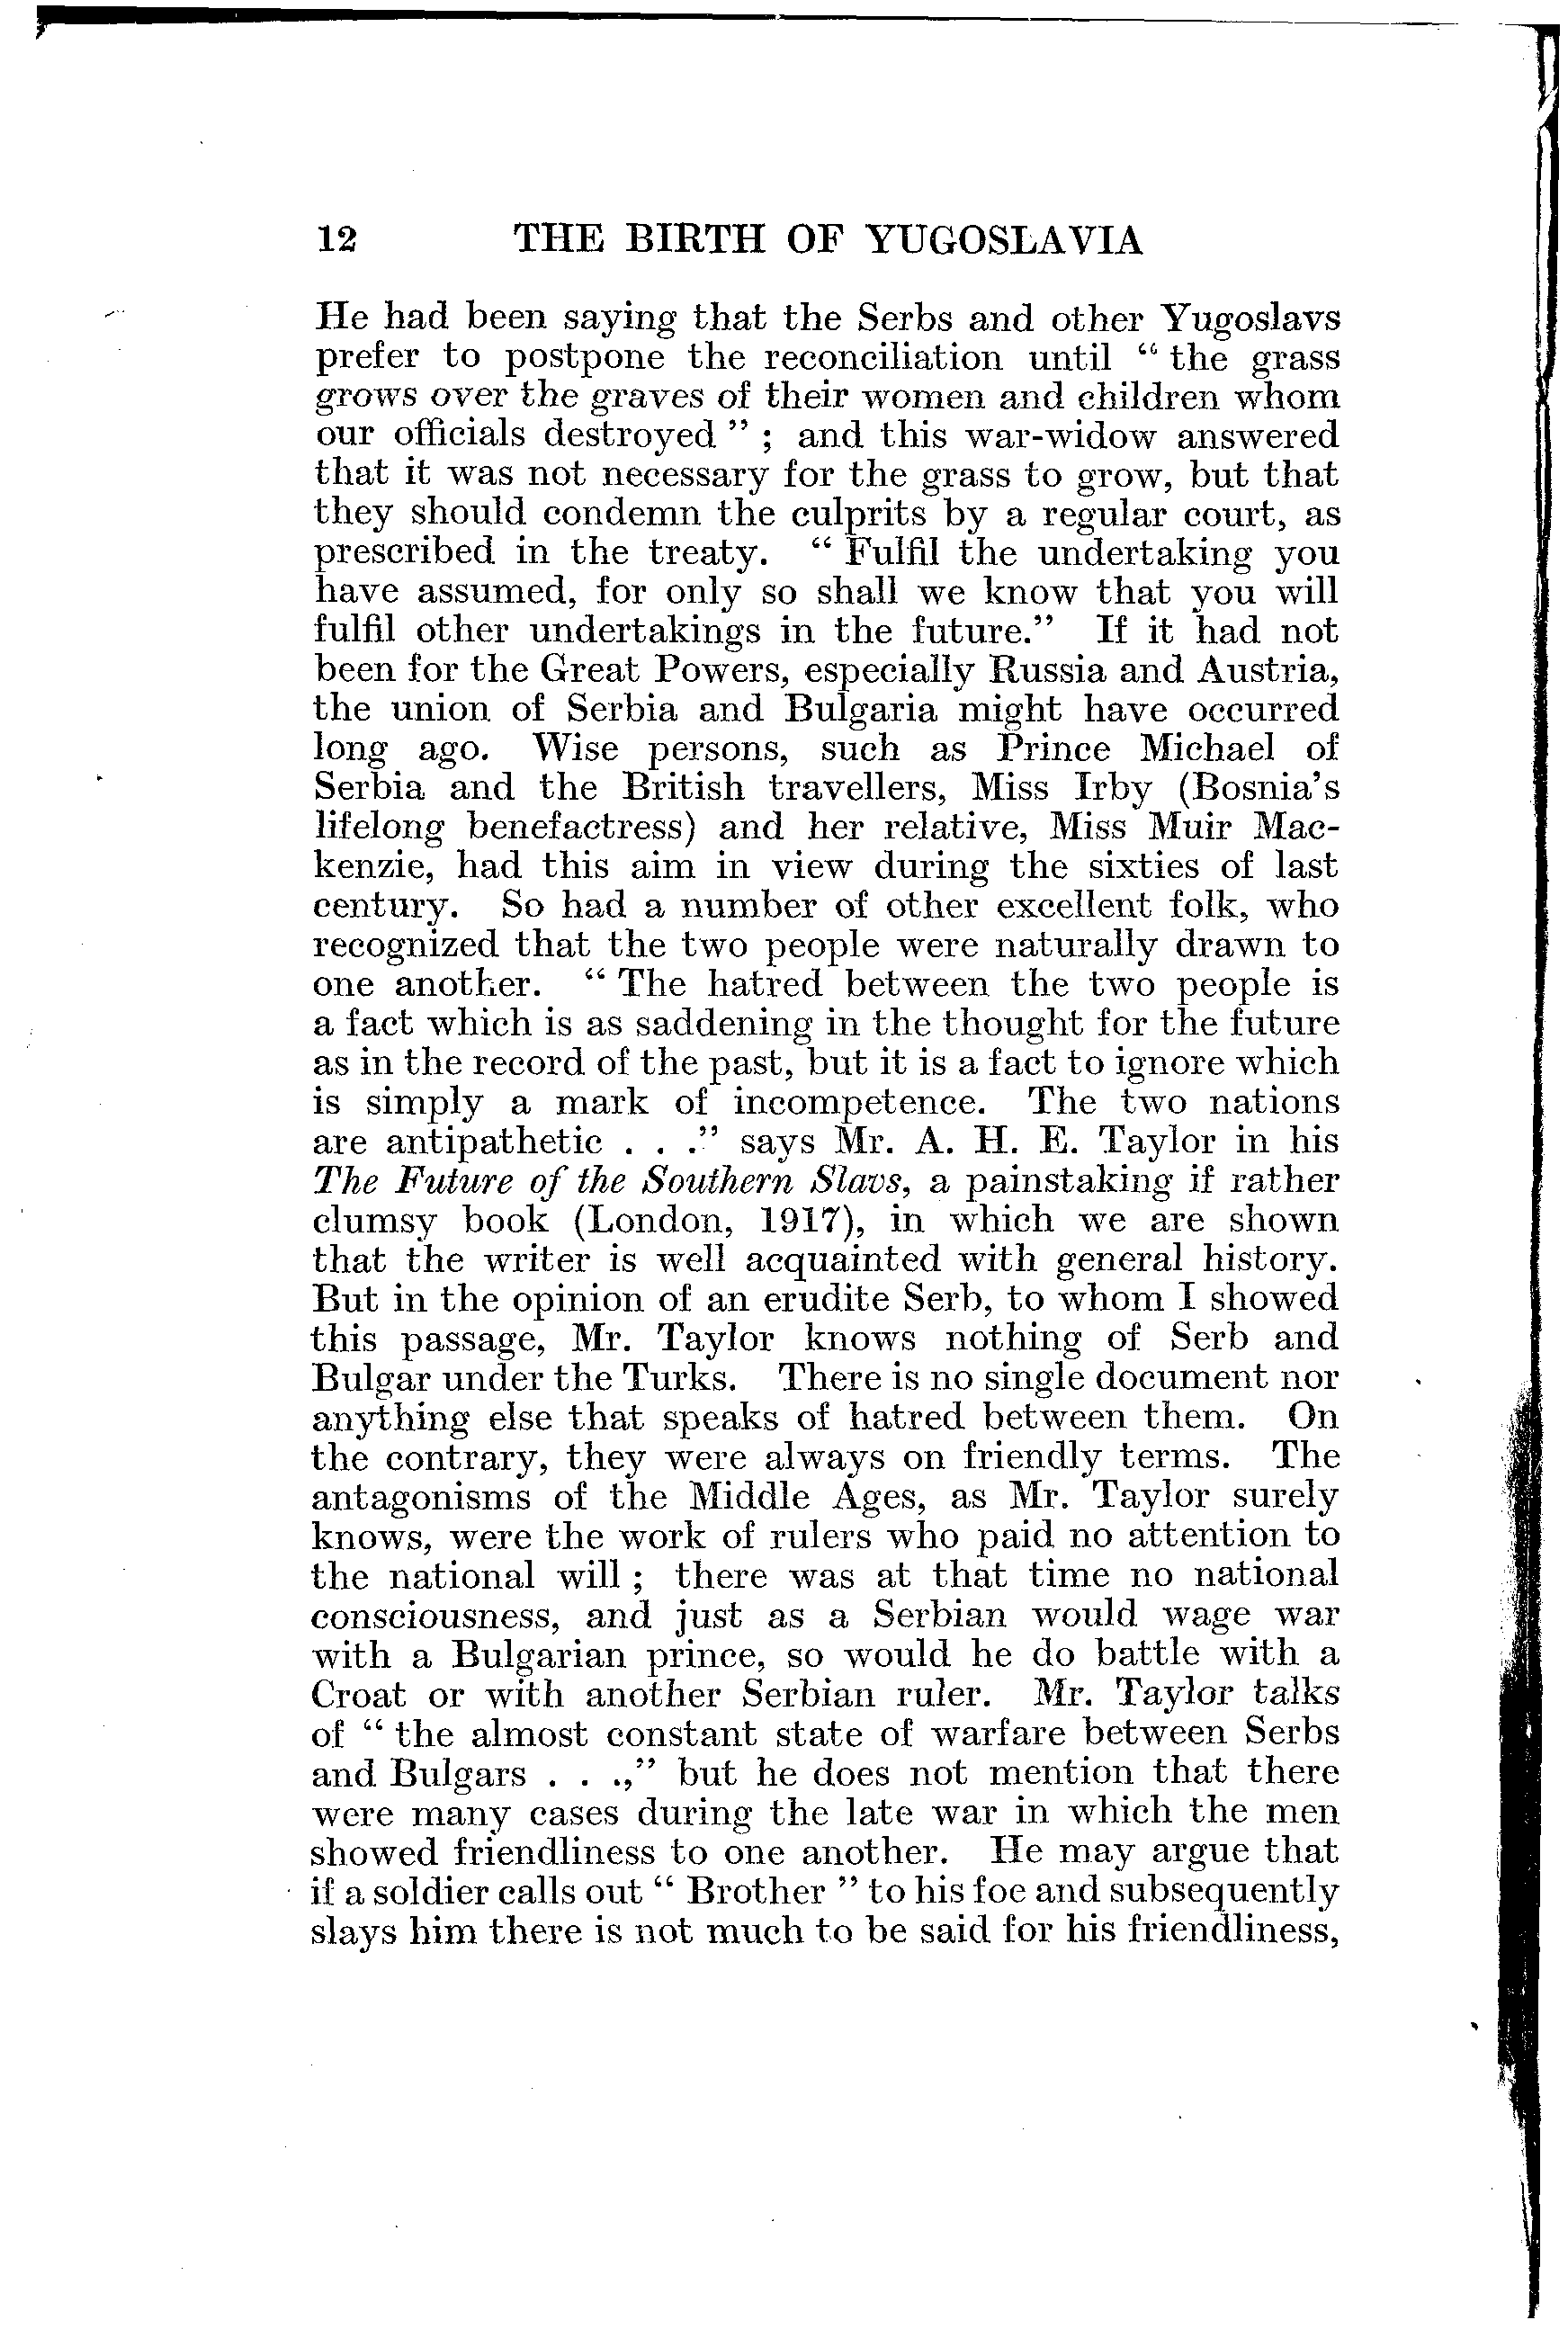 12 THE BIRTH OF YUGOSLAVIA
He had been saying that the Serbs and other Yugoslavs
prefer to postpone the reconciliation until " the grass
grows over the graves of their women and children whom
our officials destroyed " ; and this war-widow answered
that it was not necessary for the grass to grow, but that
they should condemn the culprits by a regular court, as
prescribed in the treaty. " Fulfil the undertaking you
have assumed, for only so shall we know that you will
fulfil other undertakings in the future." If it had not
been for the Great Powers, especially Russia and Austria,
the union of Serbia and Bulgaria might have occurred
long ago. Wise persons, such as Prince Michael of
Serbia and the British travellers, Miss Irby (Bosnia's
lifelong benefactress) and her relative, Miss Muir Mac-
kenzie, had this aim in view during the sixties of last
century. So had a number of other excellent folk, who
recognized that the two people were naturally drawn to
one another. " The hatred between the two people is
a fact which is as saddening in the thought for the future
as in the record of the past, but it is a fact to ignore which
is simply a mark of incompetence. The two nations
are antipathetic . . ." says Mr. A. H. E. Taylor in his
The Future of the Southern Slavs, a painstaking if rather
clumsy book (London, 1917), in which we are shown
that the writer is well acquainted with general history.
But in the opinion of an erudite Serb, to whom I showed
this passage, Mr. Taylor knows nothing of Serb and
Bulgar under the Turks. There is no single document nor
anything else that speaks of hatred between them. On
the contrary, they were always on friendly terms. The
antagonisms of the Middle Ages, as Mr. Taylor surely
knows, were the work of rulers who paid no attention to
the national will ; there was at that time no national
consciousness, and just as a Serbian would wage war
with a Bulgarian prince, so would he do battle with a
Croat or with another Serbian ruler. Mr. Taylor talks
of " the almost constant state of warfare between Serbs
and Bulgars . . .," but he does not mention that there
were many cases during the late war in which the men
showed friendliness to one another. He may argue that
if a soldier calls out " Brother " to his foe and subsequently
slays him there is not much to be said for his friendliness,